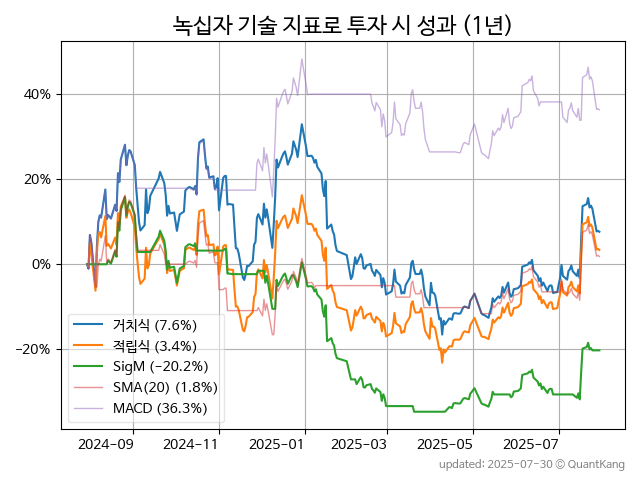 녹십자 기술 지표로 투자 시 성과 (1년)
40%
20%
0%
−20%
거치식 (7.6%)
적립식 (3.4%)
SigM (−20.2%)
SMA(20) (1.8%)
MACD (36.3%)
2024-09
2024-11
2025-01
2025-03
2025-05
2025-07
updated: 2025-07-30 © QuantKang